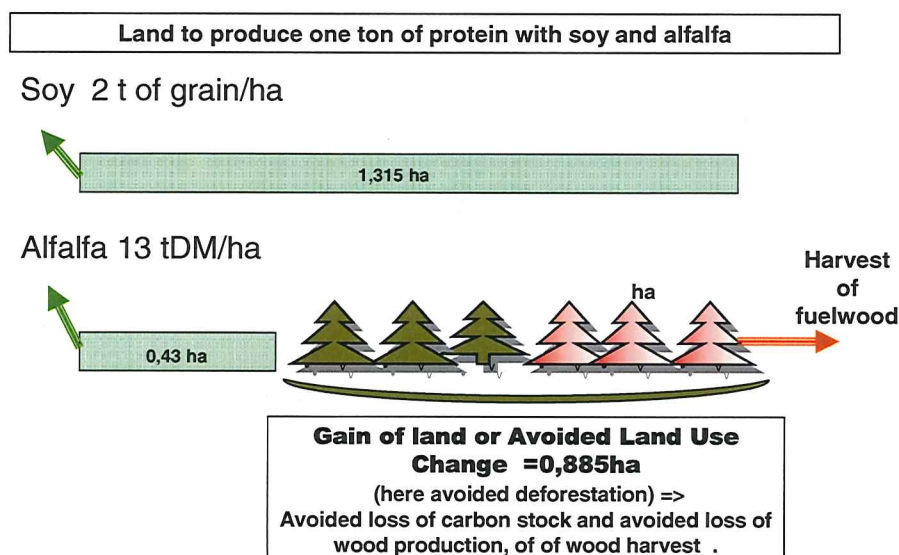 Land to produce one ton of protein with soy and alfalfa
Soy 2 t of grain/ha
1,315 ha
Alfalfa 13 tDM/ha
Harvest
of
fuelwood
ha
0,43 ha
Gain of land or Avoided Land Use
Change =0,885ha
(here avoided deforestation) =>
Avoided loss of carbon stock and avoided loss of
wood production, of of wood harvest .